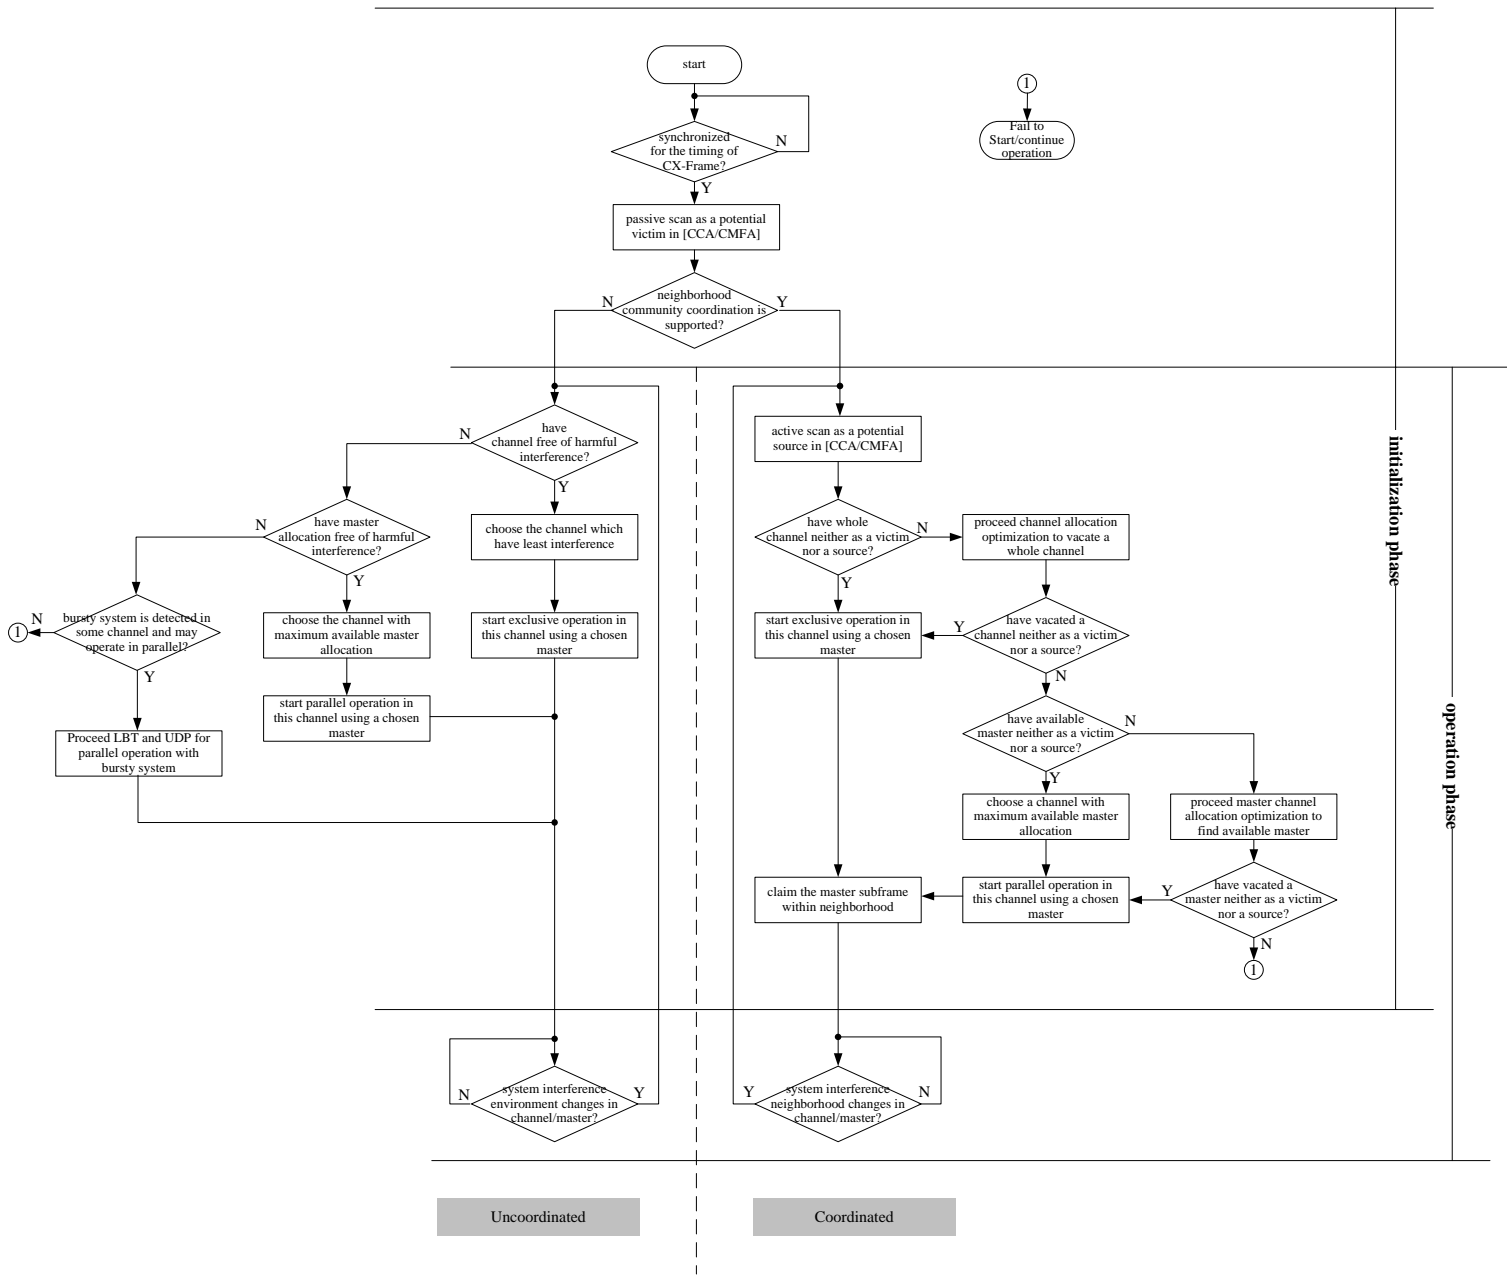 start
1
Fail to
Start/continue
operation
synchronized
for the timing of
CX-Frame?
N
Y
passive scan as a potential
victim in [CCA/CMFA]
neighborhood
community coordination is
supported?
N
Y
have
channel free of harmful
interference?
N
Y
have master
allocation free of harmful
interference?
N
Y
choose the channel which
have least interference
bursty system is detected in
some channel and may
operate in parallel?
N
1
Y
choose the channel with
maximum available master
allocation
start exclusive operation in
this channel using a chosen
master
start parallel operation in
this channel using a chosen
master
Proceed LBT and UDP for
parallel operation with
bursty system
system interference
environment changes in
channel/master?
N
Y
active scan as a potential
source in [CCA/CMFA]
have whole
channel neither as a victim
nor a source?
N
Y
proceed channel allocation
optimization to vacate a
whole channel
start exclusive operation in
this channel using a chosen
master
have vacated a
channel neither as a victim
nor a source?
Y
N
have available
master neither as a victim
nor a source?
N
Y
choose a channel with
maximum available master
allocation
proceed master channel
allocation optimization to
find available master
claim the master subframe
within neighborhood
start parallel operation in
this channel using a chosen
master
have vacated a
master neither as a victim
nor a source?
Y
N
1
system interference
neighborhood changes in
channel/master?
Y
N
initialization phase
operation phase
Uncoordinated
Coordinated